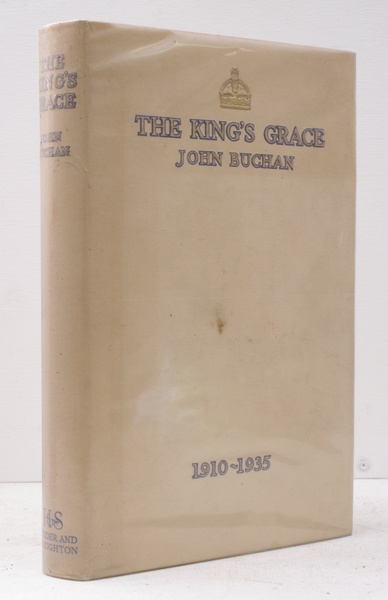 THE
KING'S
GRACE
JOHN
BUCHAN
H&S
HODDER AND
STOUGHTON
THE KING'S GRACE
JOHN BUCHAN
1910~1935